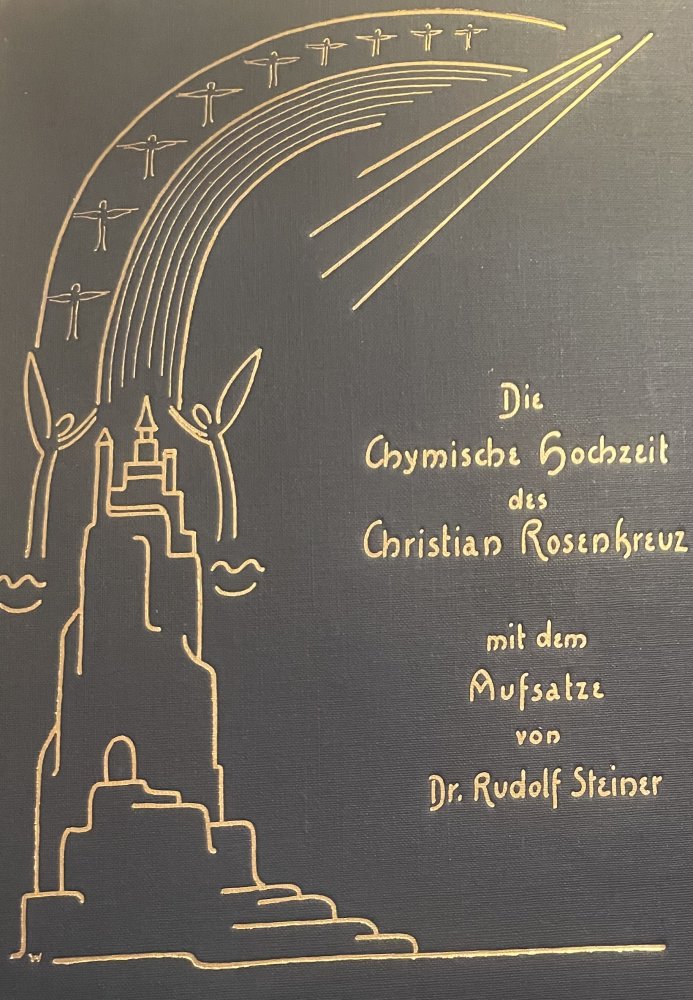 Die
Chymische Hochzeit
des
Christian Rosenkreuz
mit dem
Aufsatze
von
Dr. Rudolf Steiner
W